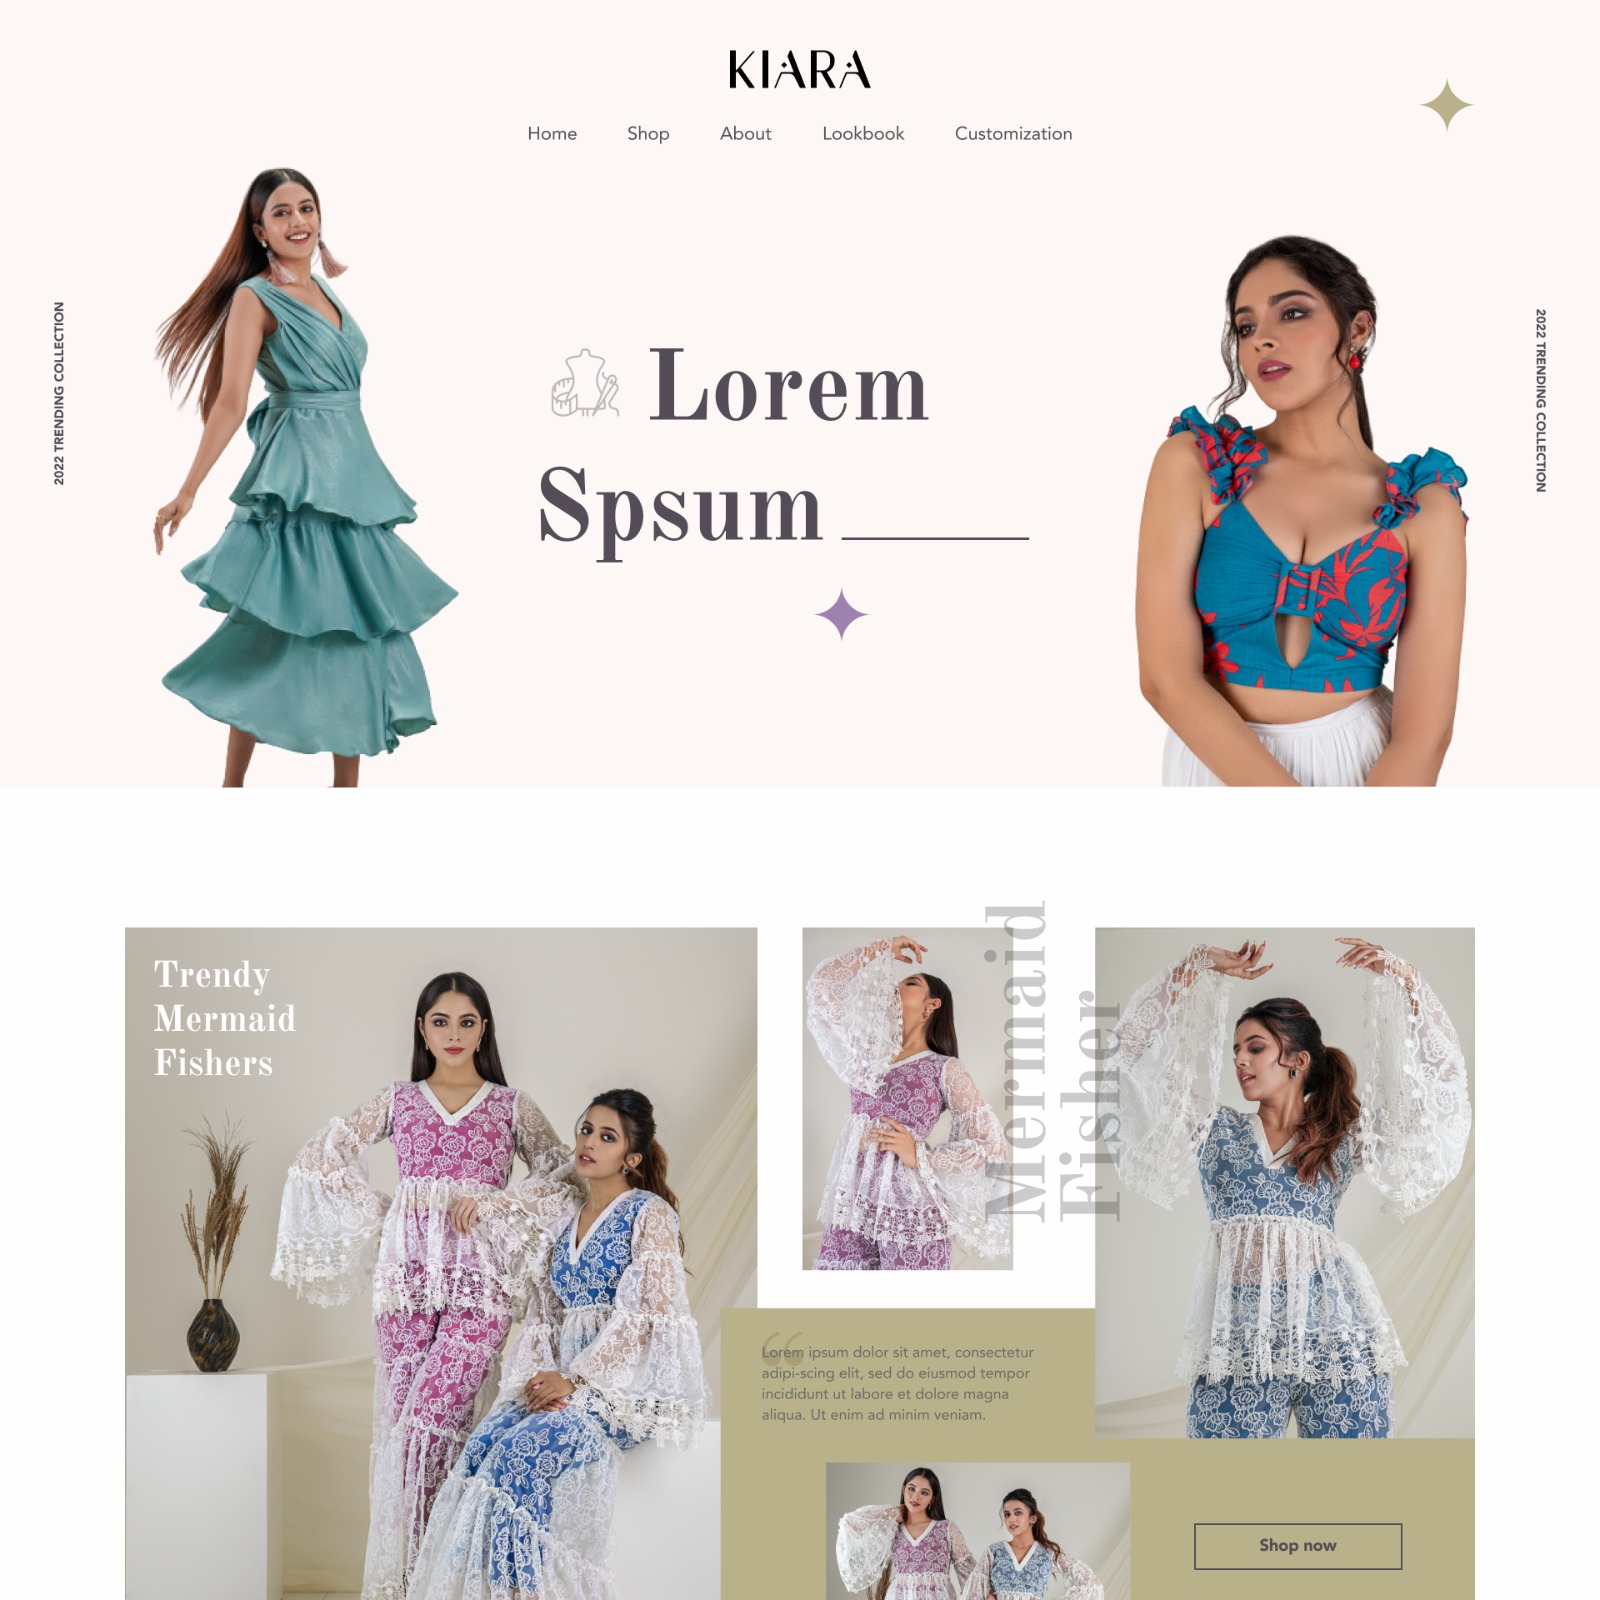 KIARA
Home Shop About Lookbook Customization
2022 TRENDING COLLECTION
Lorem
Spsum
2022 TRENDING COLLECTION
Trendy
Mermaid
Fishers
Mermaid
Fisher
“
Lorem ipsum dolor sit amet, consectetur
adipi-scing elit, sed do eiusmod tempor
incididunt ut labore et dolore magna
aliqua. Ut enim ad minim veniam.
Shop now